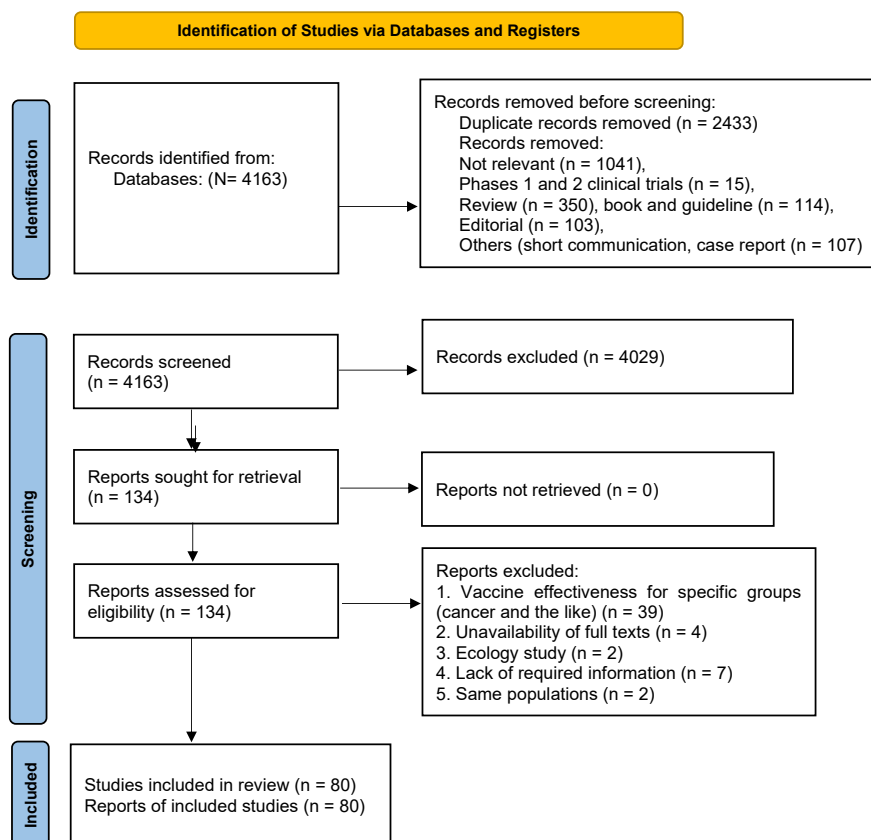 Identification of Studies via Databases and Registers
Identification
Records identified from:
Databases: (N= 4163)
Records removed before screening:
Duplicate records removed (n = 2433)
Records removed:
Not relevant (n = 1041),
Phases 1 and 2 clinical trials (n = 15),
Review (n = 350), book and guideline (n = 114),
Editorial (n = 103),
Others (short communication, case report (n = 107)
Screening
Records screened
(n = 4163)
Records excluded (n = 4029)
Reports sought for retrieval
(n = 134)
Reports not retrieved (n = 0)
Reports assessed for
eligibility (n = 134)
Reports excluded:
1. Vaccine effectiveness for specific groups
(cancer and the like) (n = 39)
2. Unavailability of full texts (n = 4)
3. Ecology study (n = 2)
4. Lack of required information (n = 7)
5. Same populations (n = 2)
Included
Studies included in review (n = 80)
Reports of included studies (n = 80)